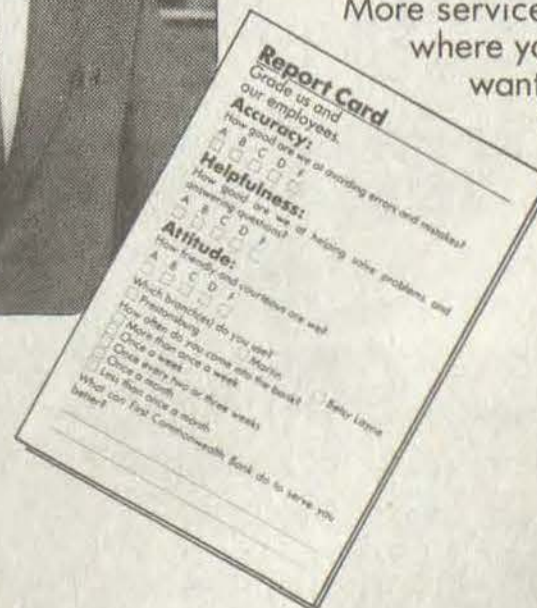 More service
where yo
want
Report Card
Grade us and
our employees.
Accuracy:
How good are we at avoiding errors and mistakes?
A B C D F
Helpfulness:
How good are we at helping solve problems and
answering questions?
A B C D F
Attitude:
How friendly and courteous are we?
A B C D F
Which branch(es) do you use?
Prestonsburg Martin Betsy Layne
How often do you come into the bank?
More than once a week
Once a week
Once every two or three weeks
Once a month
Less than once a month
What can First Commonwealth Bank do to serve you
better?